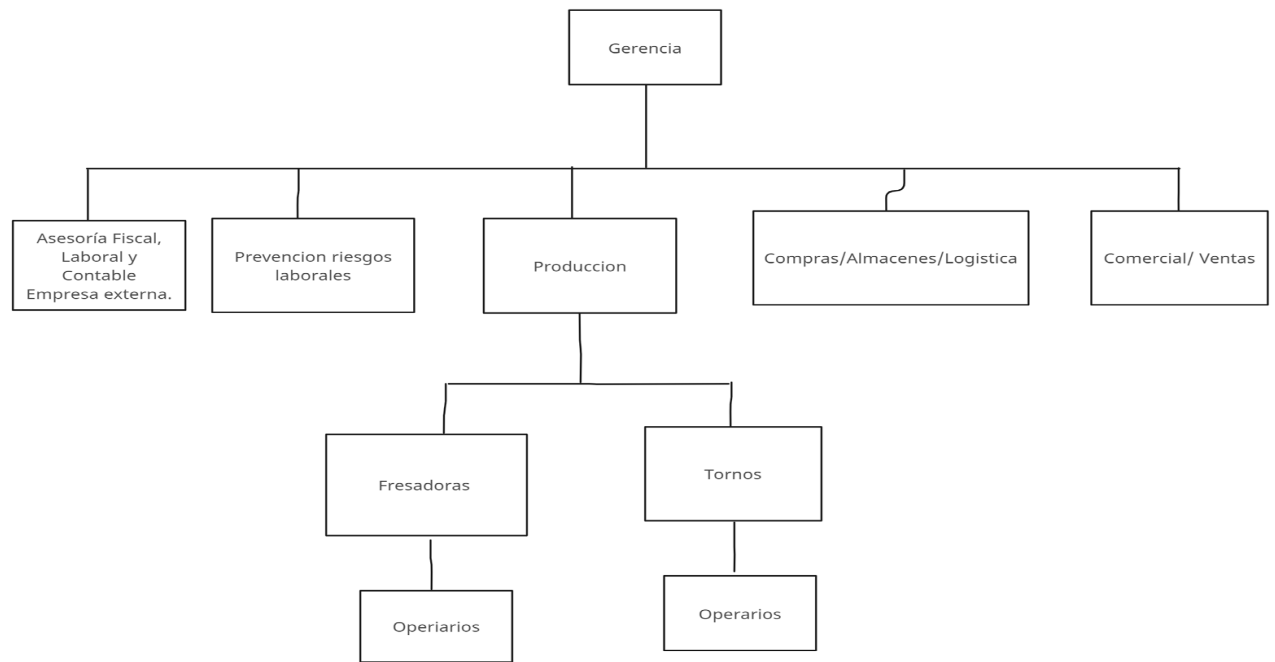 Gerencia
Asesoría Fiscal,
Laboral y
Contable
Empresa externa.
Prevencion riesgos
laborales
Produccion
Compras/Almacenes/Logistica
Comercial/ Ventas
Fresadoras
Tornos
Operiarios
Operarios